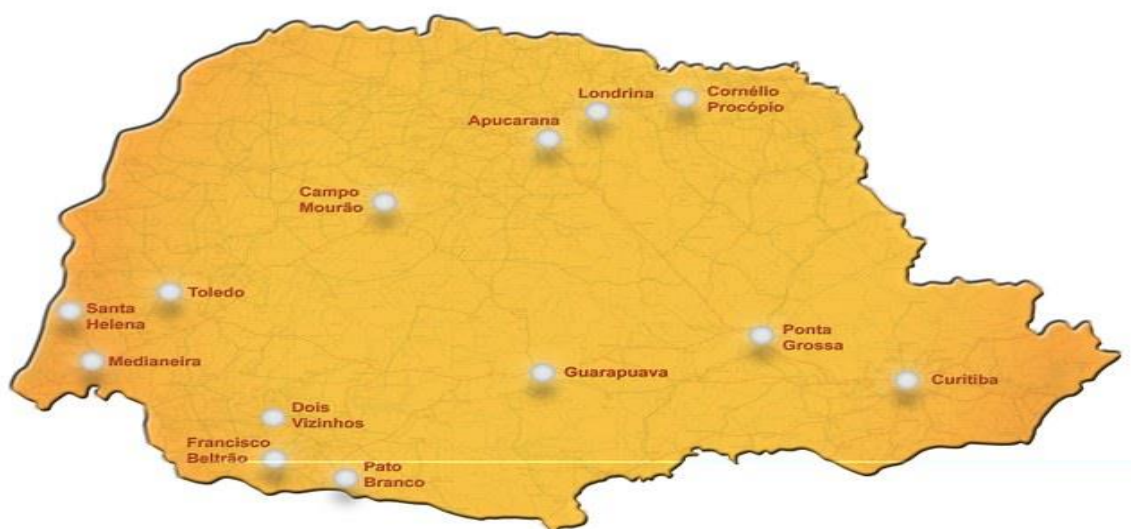 Londrina
Cornélio
Procópio
Apucarana
Campo
Mourão
Toledo
Santa
Helena
Medianeira
Ponta
Grossa
Guarapuava
Curitiba
Dois
Vizinhos
Francisco
Beltrão
Pato
Branco